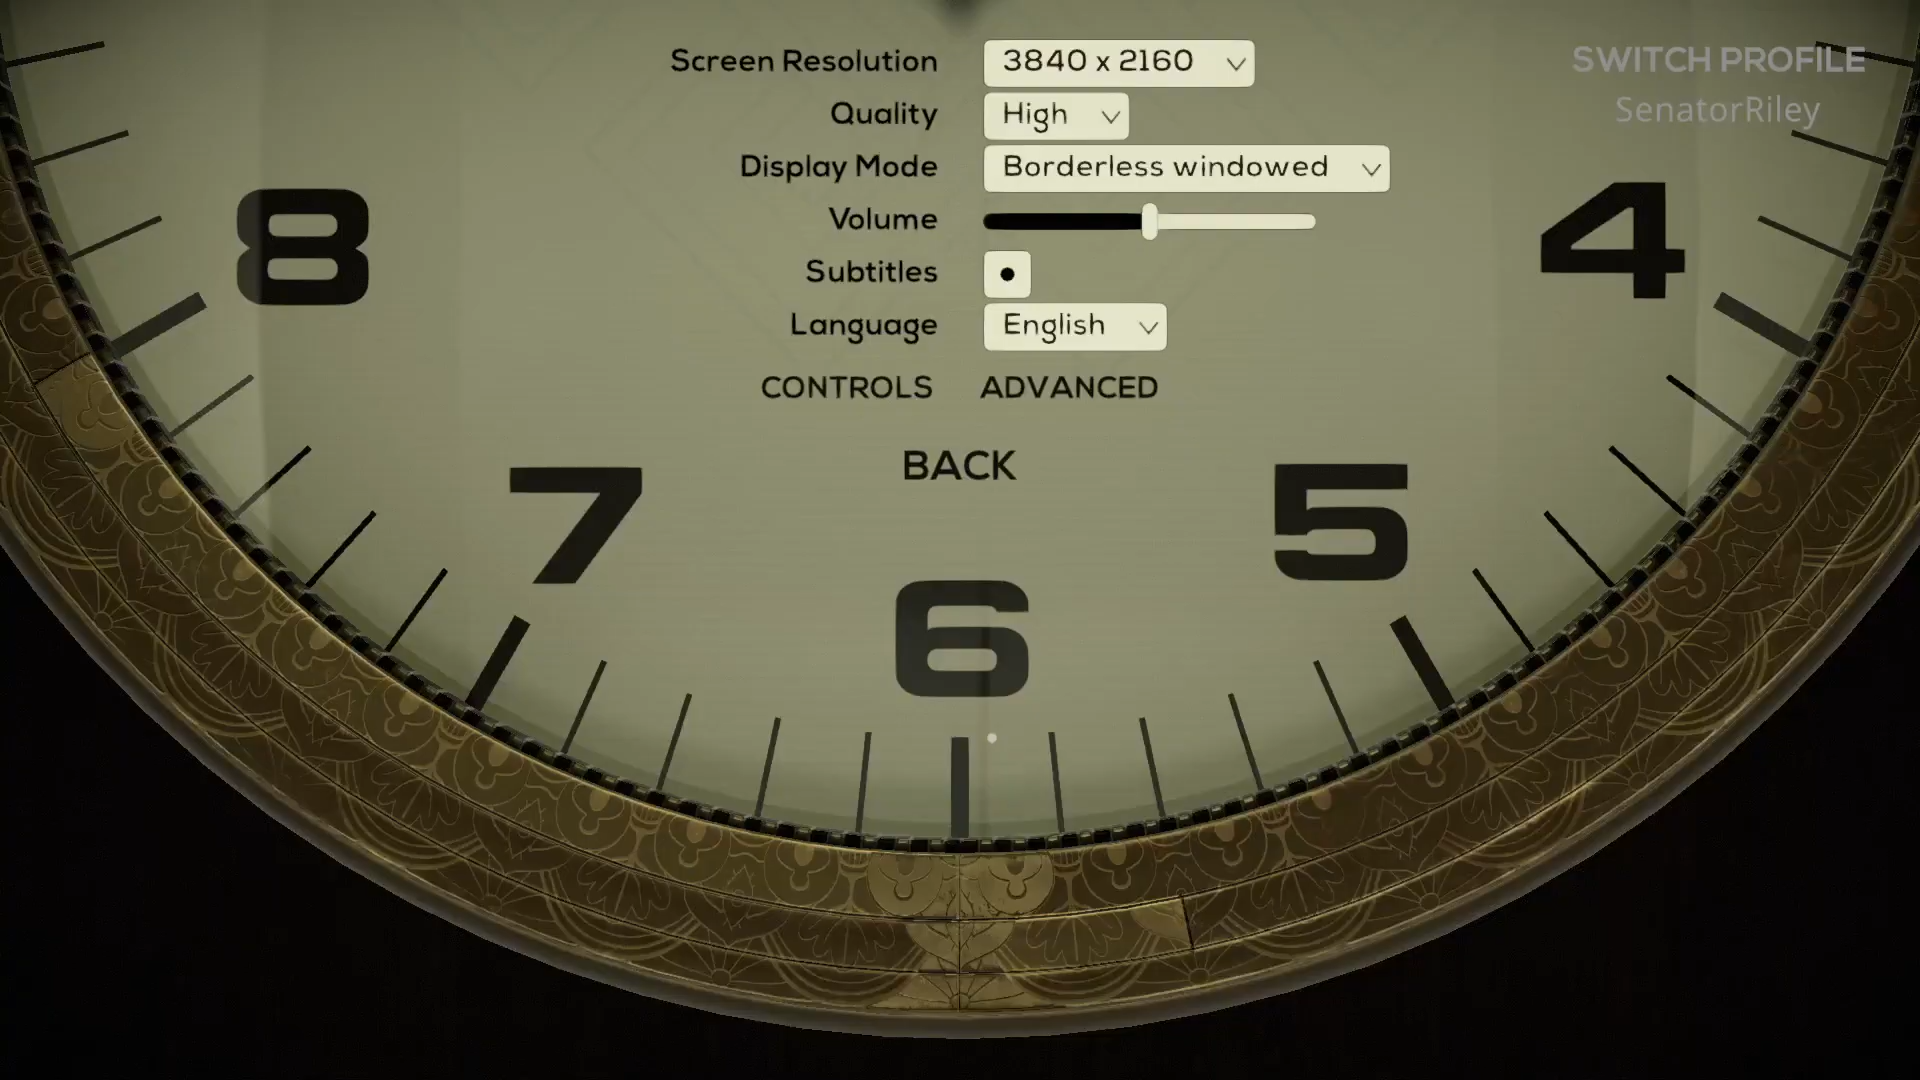 Screen Resolution 3840 x 2160
SWITCH PROFILE
SenatorRiley
Quality High
Display Mode Borderless windowed
Volume
Subtitles
Language English
CONTROLS ADVANCED
BACK
8 4
7 5
6